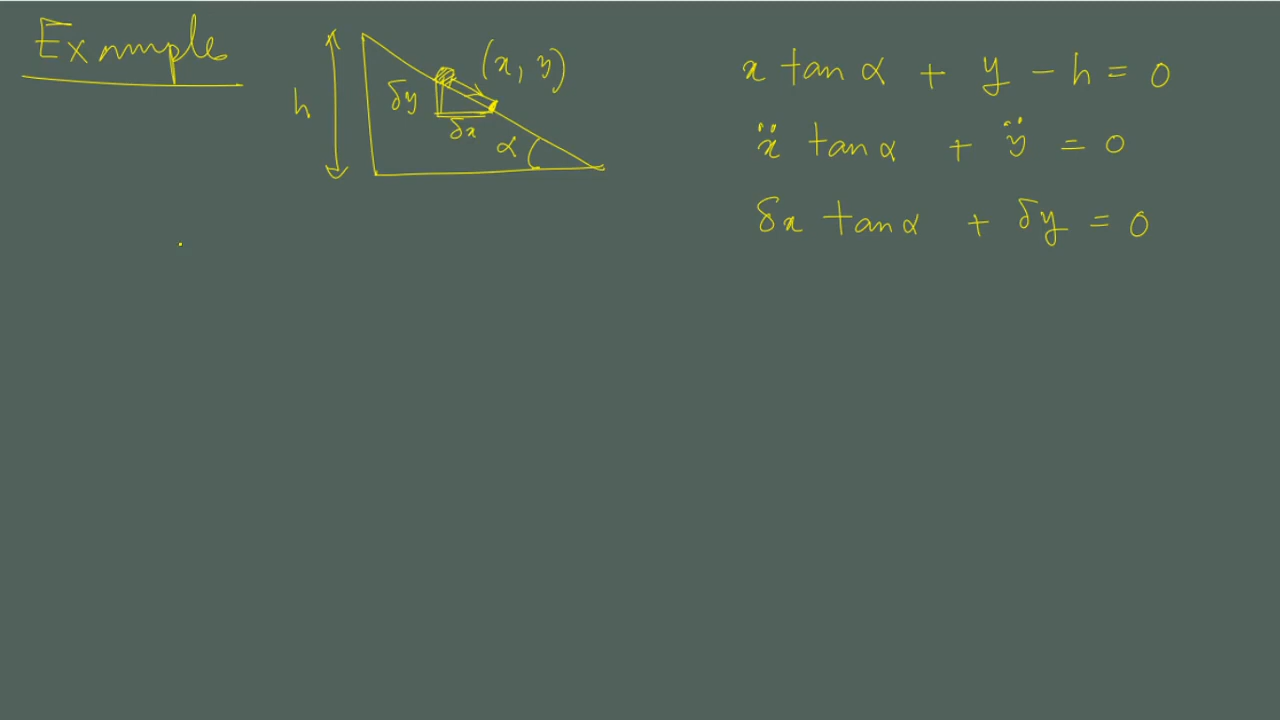 Example
h
(x, y)
δy
δx
α
x tan α + y - h = 0
ẍ tan α + ÿ = 0
δx tan α + δy = 0